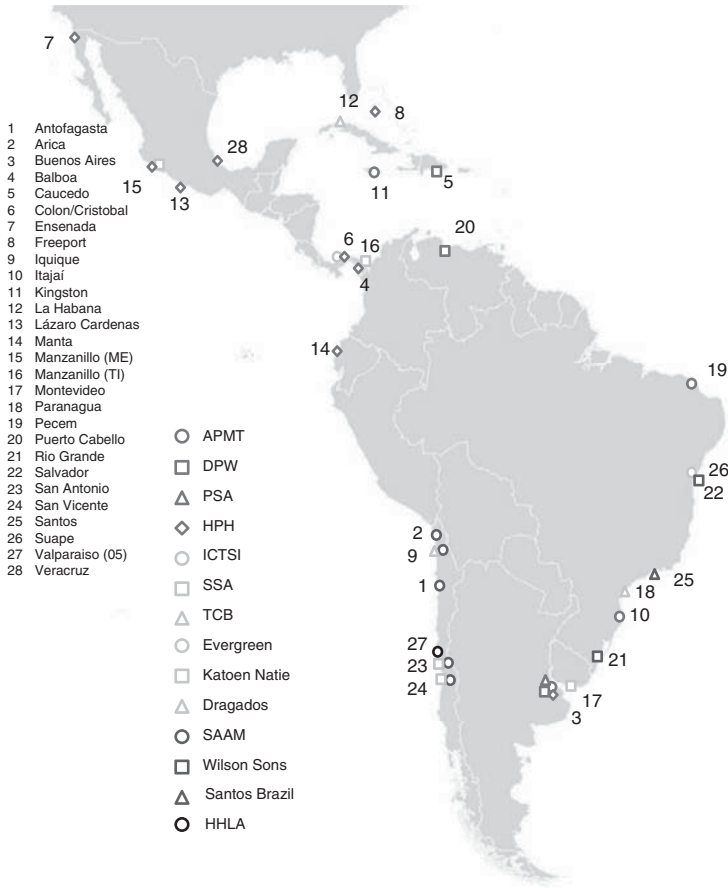 7
12
8
1 Antofagasta
2 Arica
3 Buenos Aires
4 Balboa
5 Caucedo
6 Colon/Cristobal
7 Ensenada
8 Freeport
9 Iquique
10 Itajaí
11 Kingston
12 La Habana
13 Lázaro Cardenas
14 Manta
15 Manzanillo (ME)
16 Manzanillo (TI)
17 Montevideo
18 Paranagua
19 Pecem
20 Puerto Cabello
21 Rio Grande
22 Salvador
23 San Antonio
24 San Vicente
25 Santos
26 Suape
27 Valparaiso (05)
28 Veracruz
28
15
13
11
5
20
6 16
4
14
19
26
22
2
9
1
25
18
10
27
23
24
21
17
3
APMT
DPW
PSA
HPH
ICTSI
SSA
TCB
Evergreen
Katoen Natie
Dragados
SAAM
Wilson Sons
Santos Brazil
HHLA